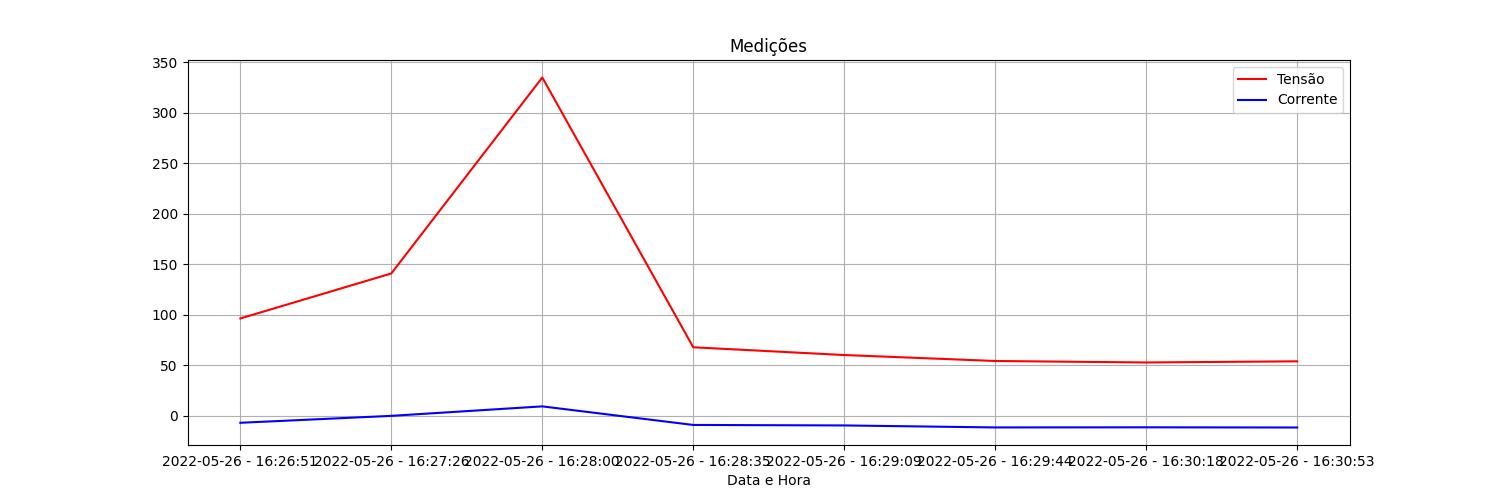 Medições
350
300
250
200
150
100
50
0
Tensão
Corrente
2022-05-26 - 16:26:51
2022-05-26 - 16:27:26
2022-05-26 - 16:28:00
2022-05-26 - 16:28:35
2022-05-26 - 16:29:09
2022-05-26 - 16:29:44
2022-05-26 - 16:30:18
2022-05-26 - 16:30:53
Data e Hora